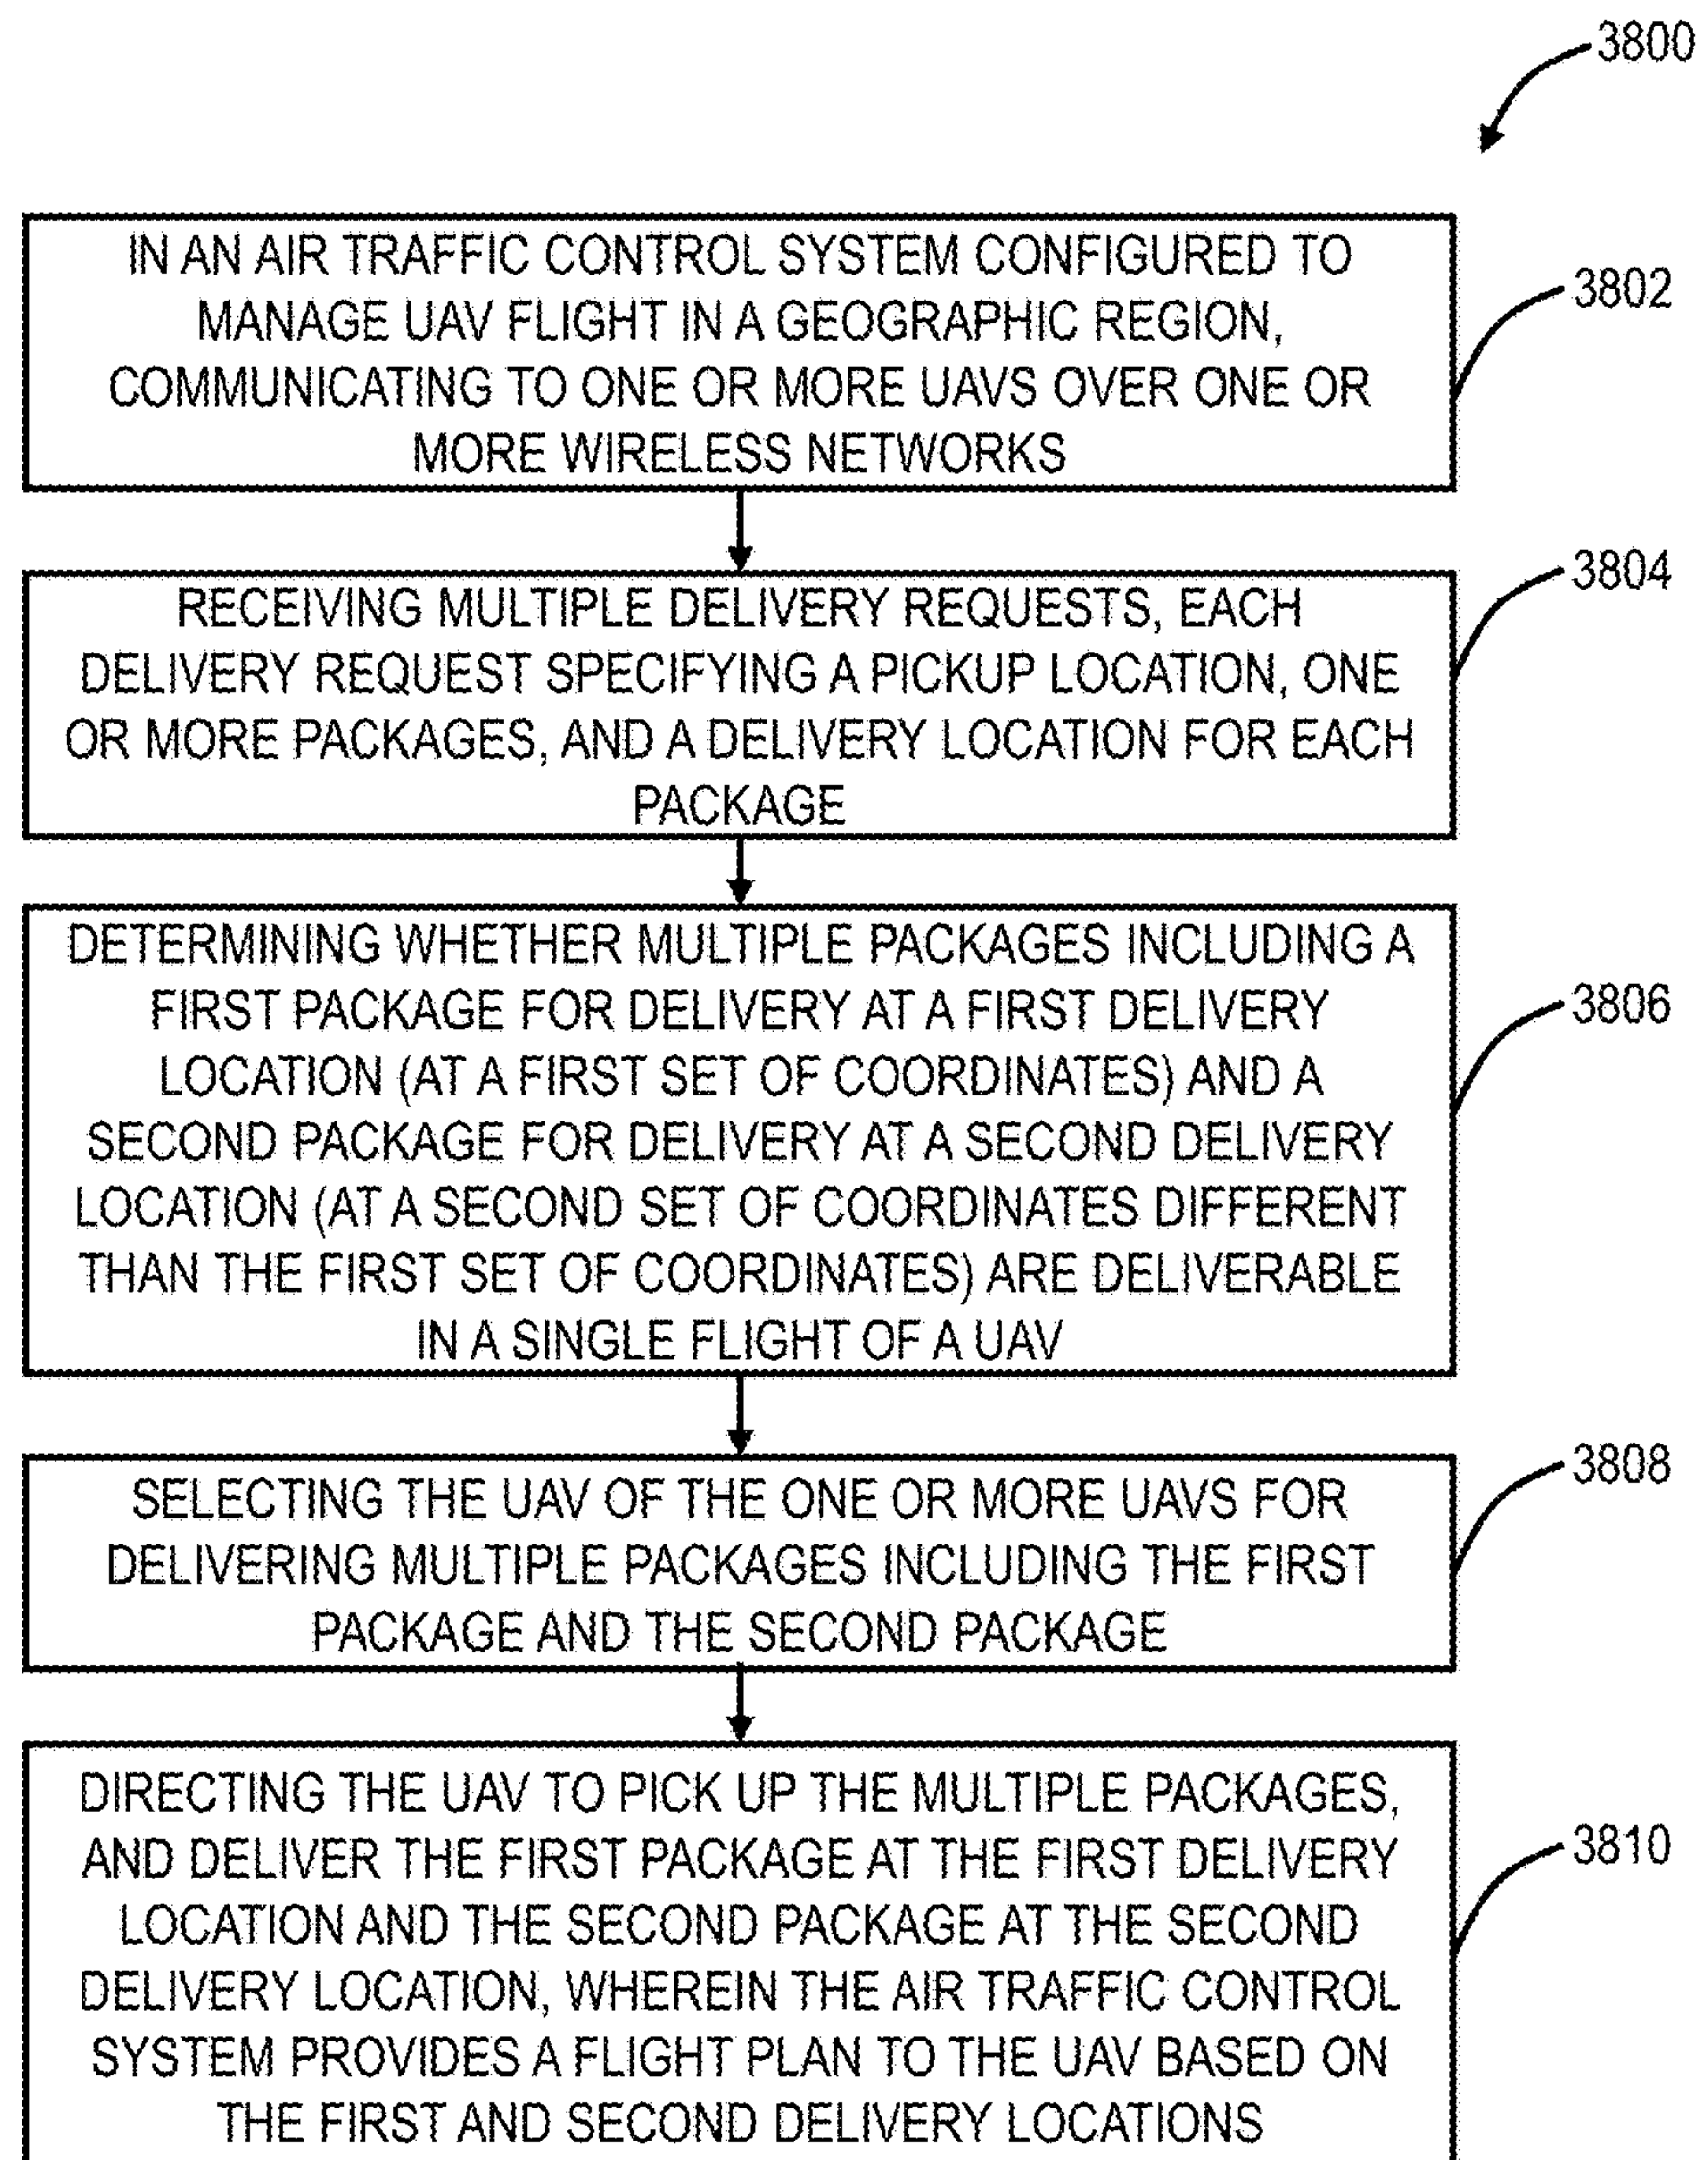 3800
IN AN AIR TRAFFIC CONTROL SYSTEM CONFIGURED TO
MANAGE UAV FLIGHT IN A GEOGRAPHIC REGION,
COMMUNICATING TO ONE OR MORE UAVS OVER ONE OR
MORE WIRELESS NETWORKS
3802
RECEIVING MULTIPLE DELIVERY REQUESTS, EACH
DELIVERY REQUEST SPECIFYING A PICKUP LOCATION, ONE
OR MORE PACKAGES, AND A DELIVERY LOCATION FOR EACH
PACKAGE
3804
DETERMINING WHETHER MULTIPLE PACKAGES INCLUDING A
FIRST PACKAGE FOR DELIVERY AT A FIRST DELIVERY
LOCATION (AT A FIRST SET OF COORDINATES) AND A
SECOND PACKAGE FOR DELIVERY AT A SECOND DELIVERY
LOCATION (AT A SECOND SET OF COORDINATES DIFFERENT
THAN THE FIRST SET OF COORDINATES) ARE DELIVERABLE
IN A SINGLE FLIGHT OF A UAV
3806
SELECTING THE UAV OF THE ONE OR MORE UAVS FOR
DELIVERING MULTIPLE PACKAGES INCLUDING THE FIRST
PACKAGE AND THE SECOND PACKAGE
3808
DIRECTING THE UAV TO PICK UP THE MULTIPLE PACKAGES,
AND DELIVER THE FIRST PACKAGE AT THE FIRST DELIVERY
LOCATION AND THE SECOND PACKAGE AT THE SECOND
DELIVERY LOCATION, WHEREIN THE AIR TRAFFIC CONTROL
SYSTEM PROVIDES A FLIGHT PLAN TO THE UAV BASED ON
THE FIRST AND SECOND DELIVERY LOCATIONS
3810